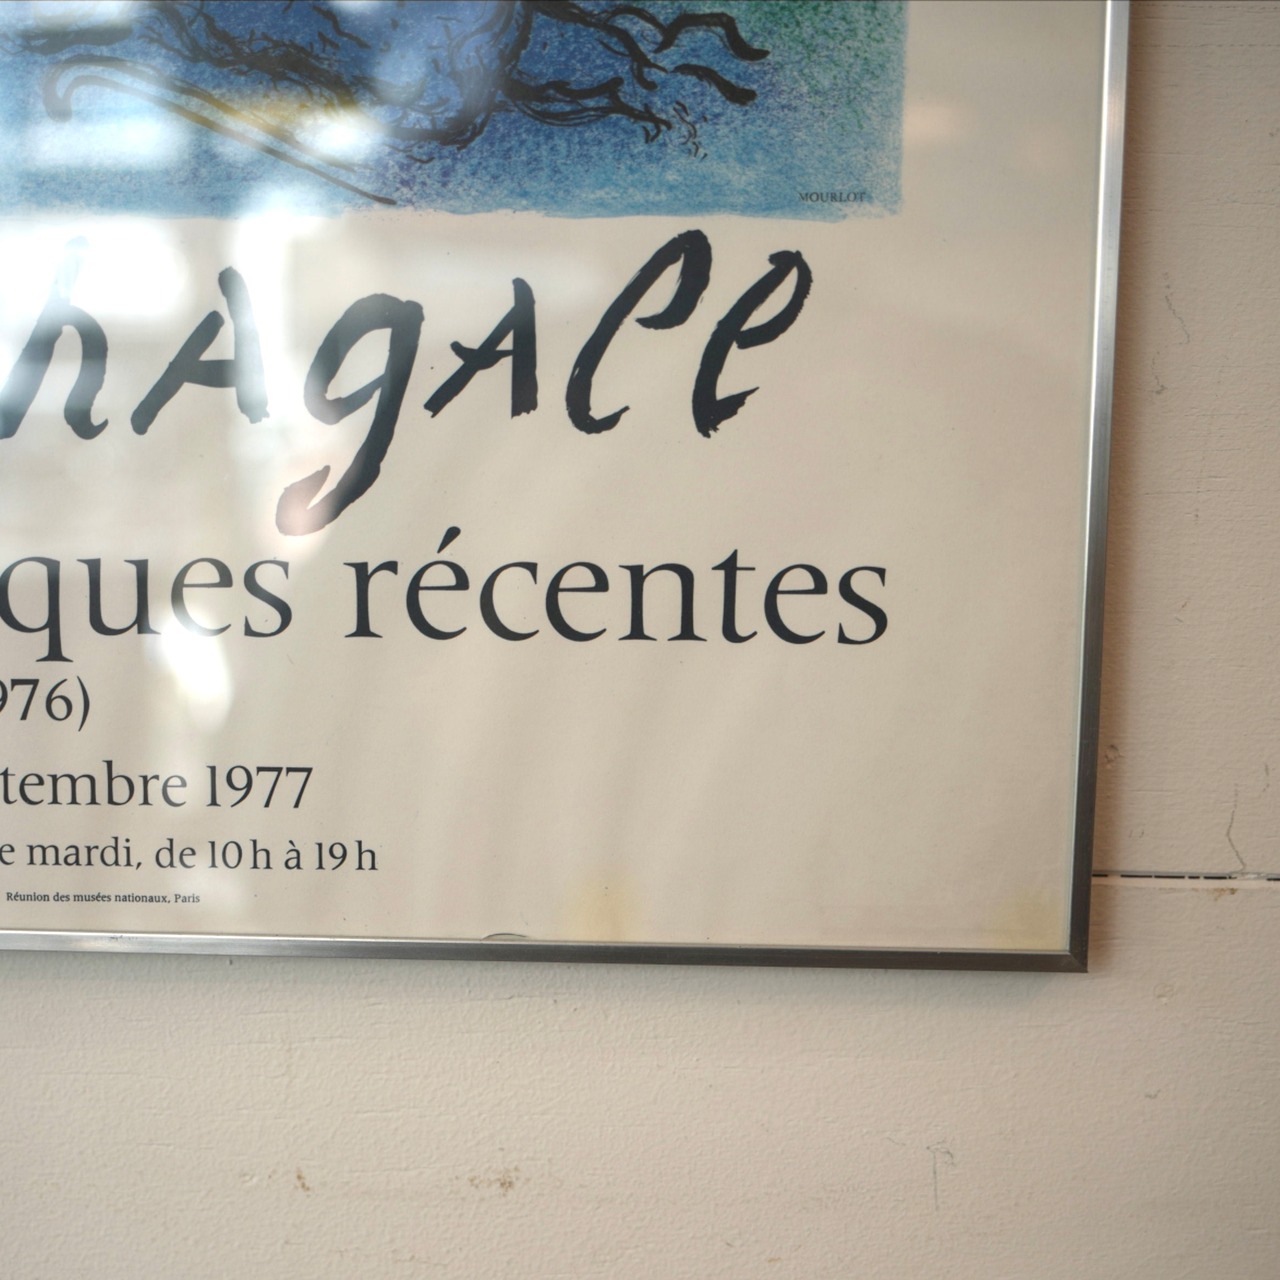 MOURLOT
hAgAll
ques récentes
976)
tembre 1977
e mardi, de 10 h à 19 h
Réunion des musées nationaux, Paris